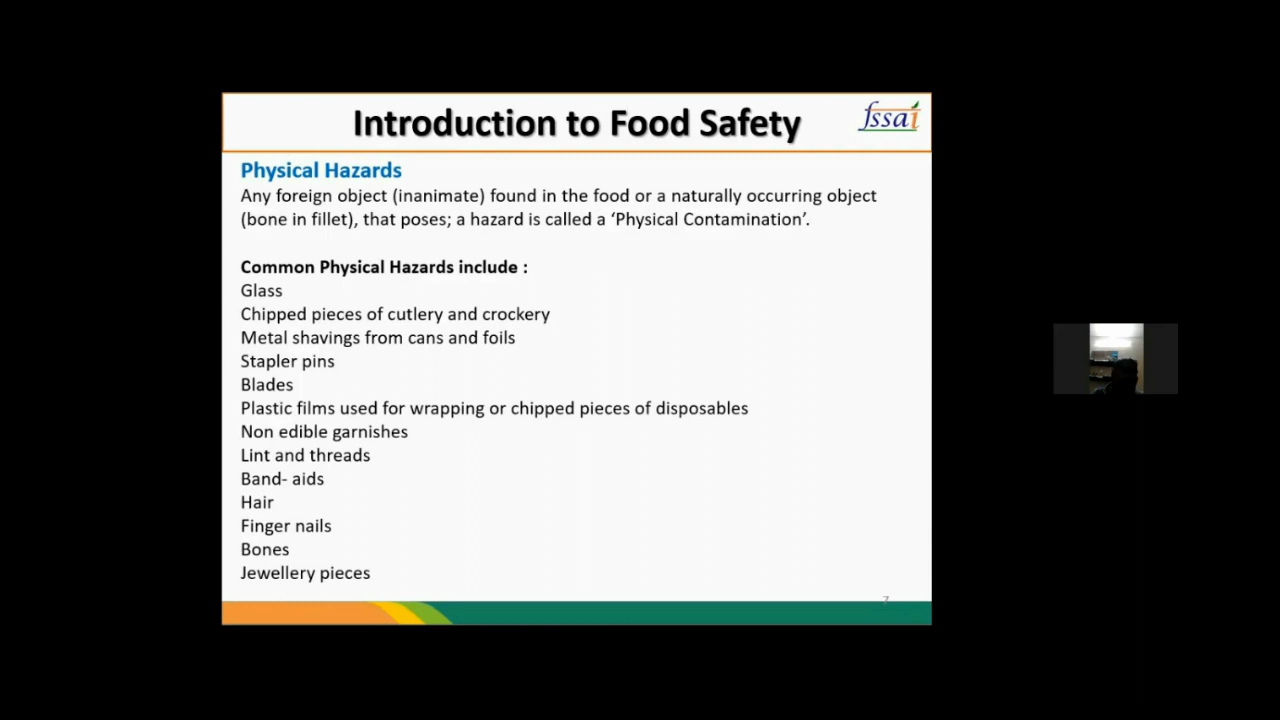 Introduction to Food Safety
fssai
Physical Hazards
Any foreign object (inanimate) found in the food or a naturally occurring object
(bone in fillet), that poses; a hazard is called a ‘Physical Contamination’.
Common Physical Hazards include :
Glass
Chipped pieces of cutlery and crockery
Metal shavings from cans and foils
Stapler pins
Blades
Plastic films used for wrapping or chipped pieces of disposables
Non edible garnishes
Lint and threads
Band- aids
Hair
Finger nails
Bones
Jewellery pieces
7